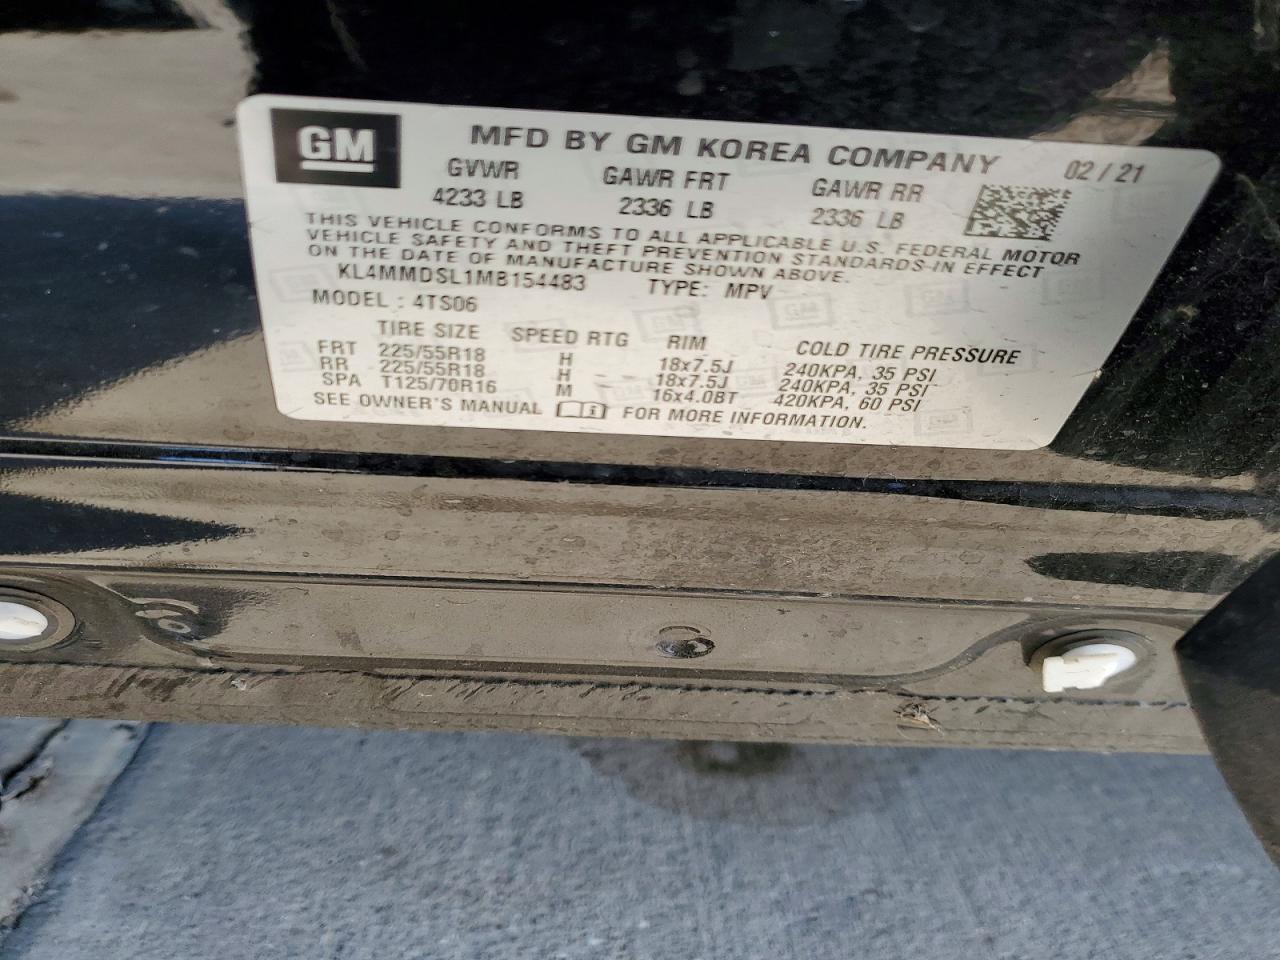 GM
MFD BY GM KOREA COMPANY 02 / 21
GVWR GAWR FRT GAWR RR
4233 LB 2336 LB 2336 LB
THIS VEHICLE CONFORMS TO ALL APPLICABLE U.S. FEDERAL MOTOR
VEHICLE SAFETY AND THEFT PREVENTION STANDARDS IN EFFECT
ON THE DATE OF MANUFACTURE SHOWN ABOVE.
KL4MMDSL1MB154483 TYPE: MPV
MODEL : 4TS06
TIRE SIZE SPEED RTG RIM COLD TIRE PRESSURE
FRT 225/55R18 H 18x7.5J 240KPA, 35 PSI
RR 225/55R18 H 18x7.5J 240KPA, 35 PSI
SPA T125/70R16 M 16x4.0BT 420KPA, 60 PSI
SEE OWNER'S MANUAL FOR MORE INFORMATION.